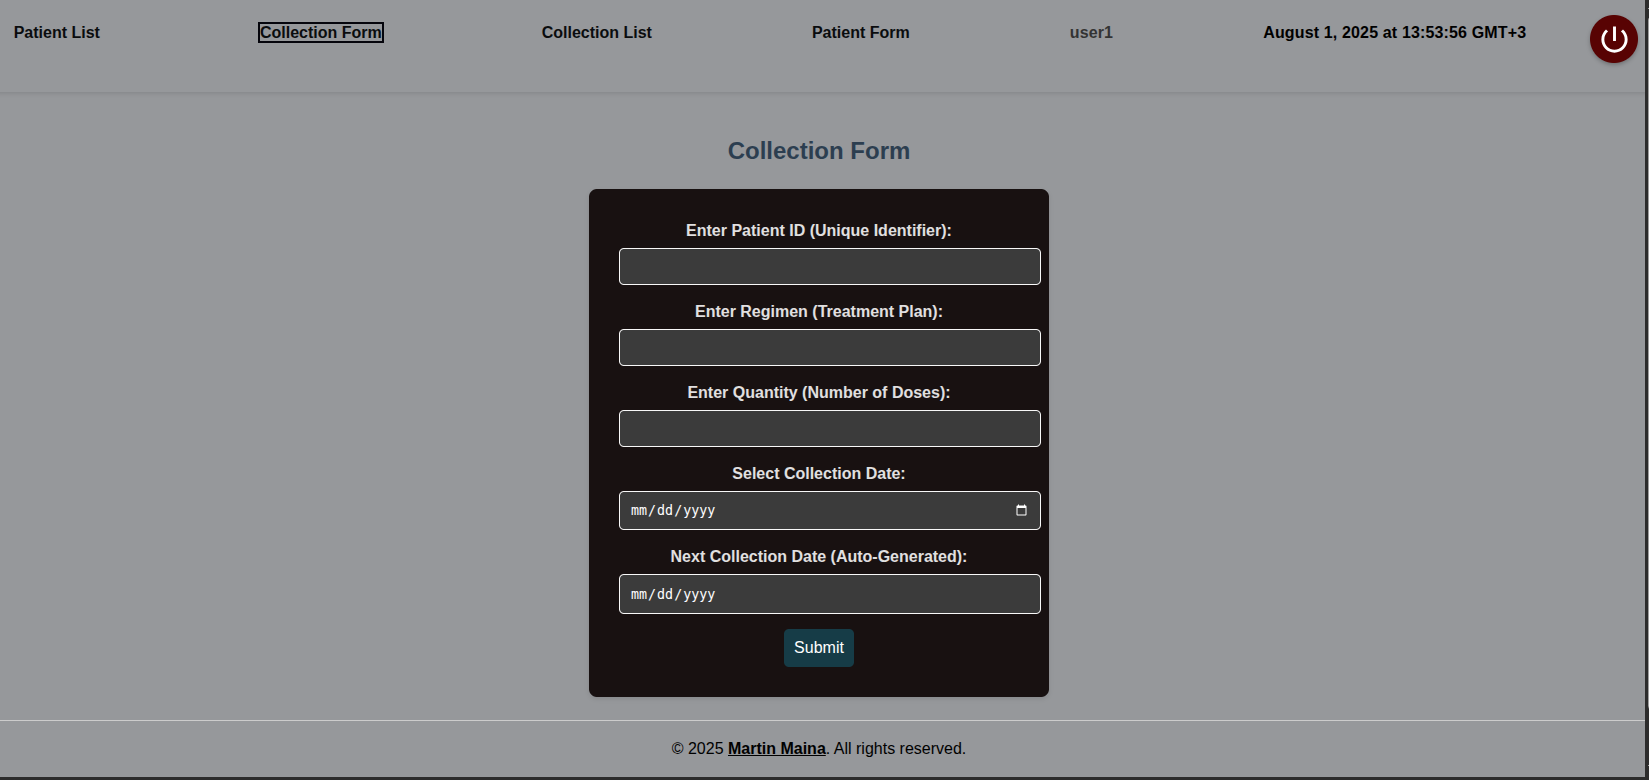 Patient List Collection Form Collection List Patient Form user1 August 1, 2025 at 13:53:56 GMT+3
Collection Form
Enter Patient ID (Unique Identifier):
Enter Regimen (Treatment Plan):
Enter Quantity (Number of Doses):
Select Collection Date:
mm/dd/yyyy
Next Collection Date (Auto-Generated):
mm/dd/yyyy
Submit
© 2025 Martin Maina. All rights reserved.